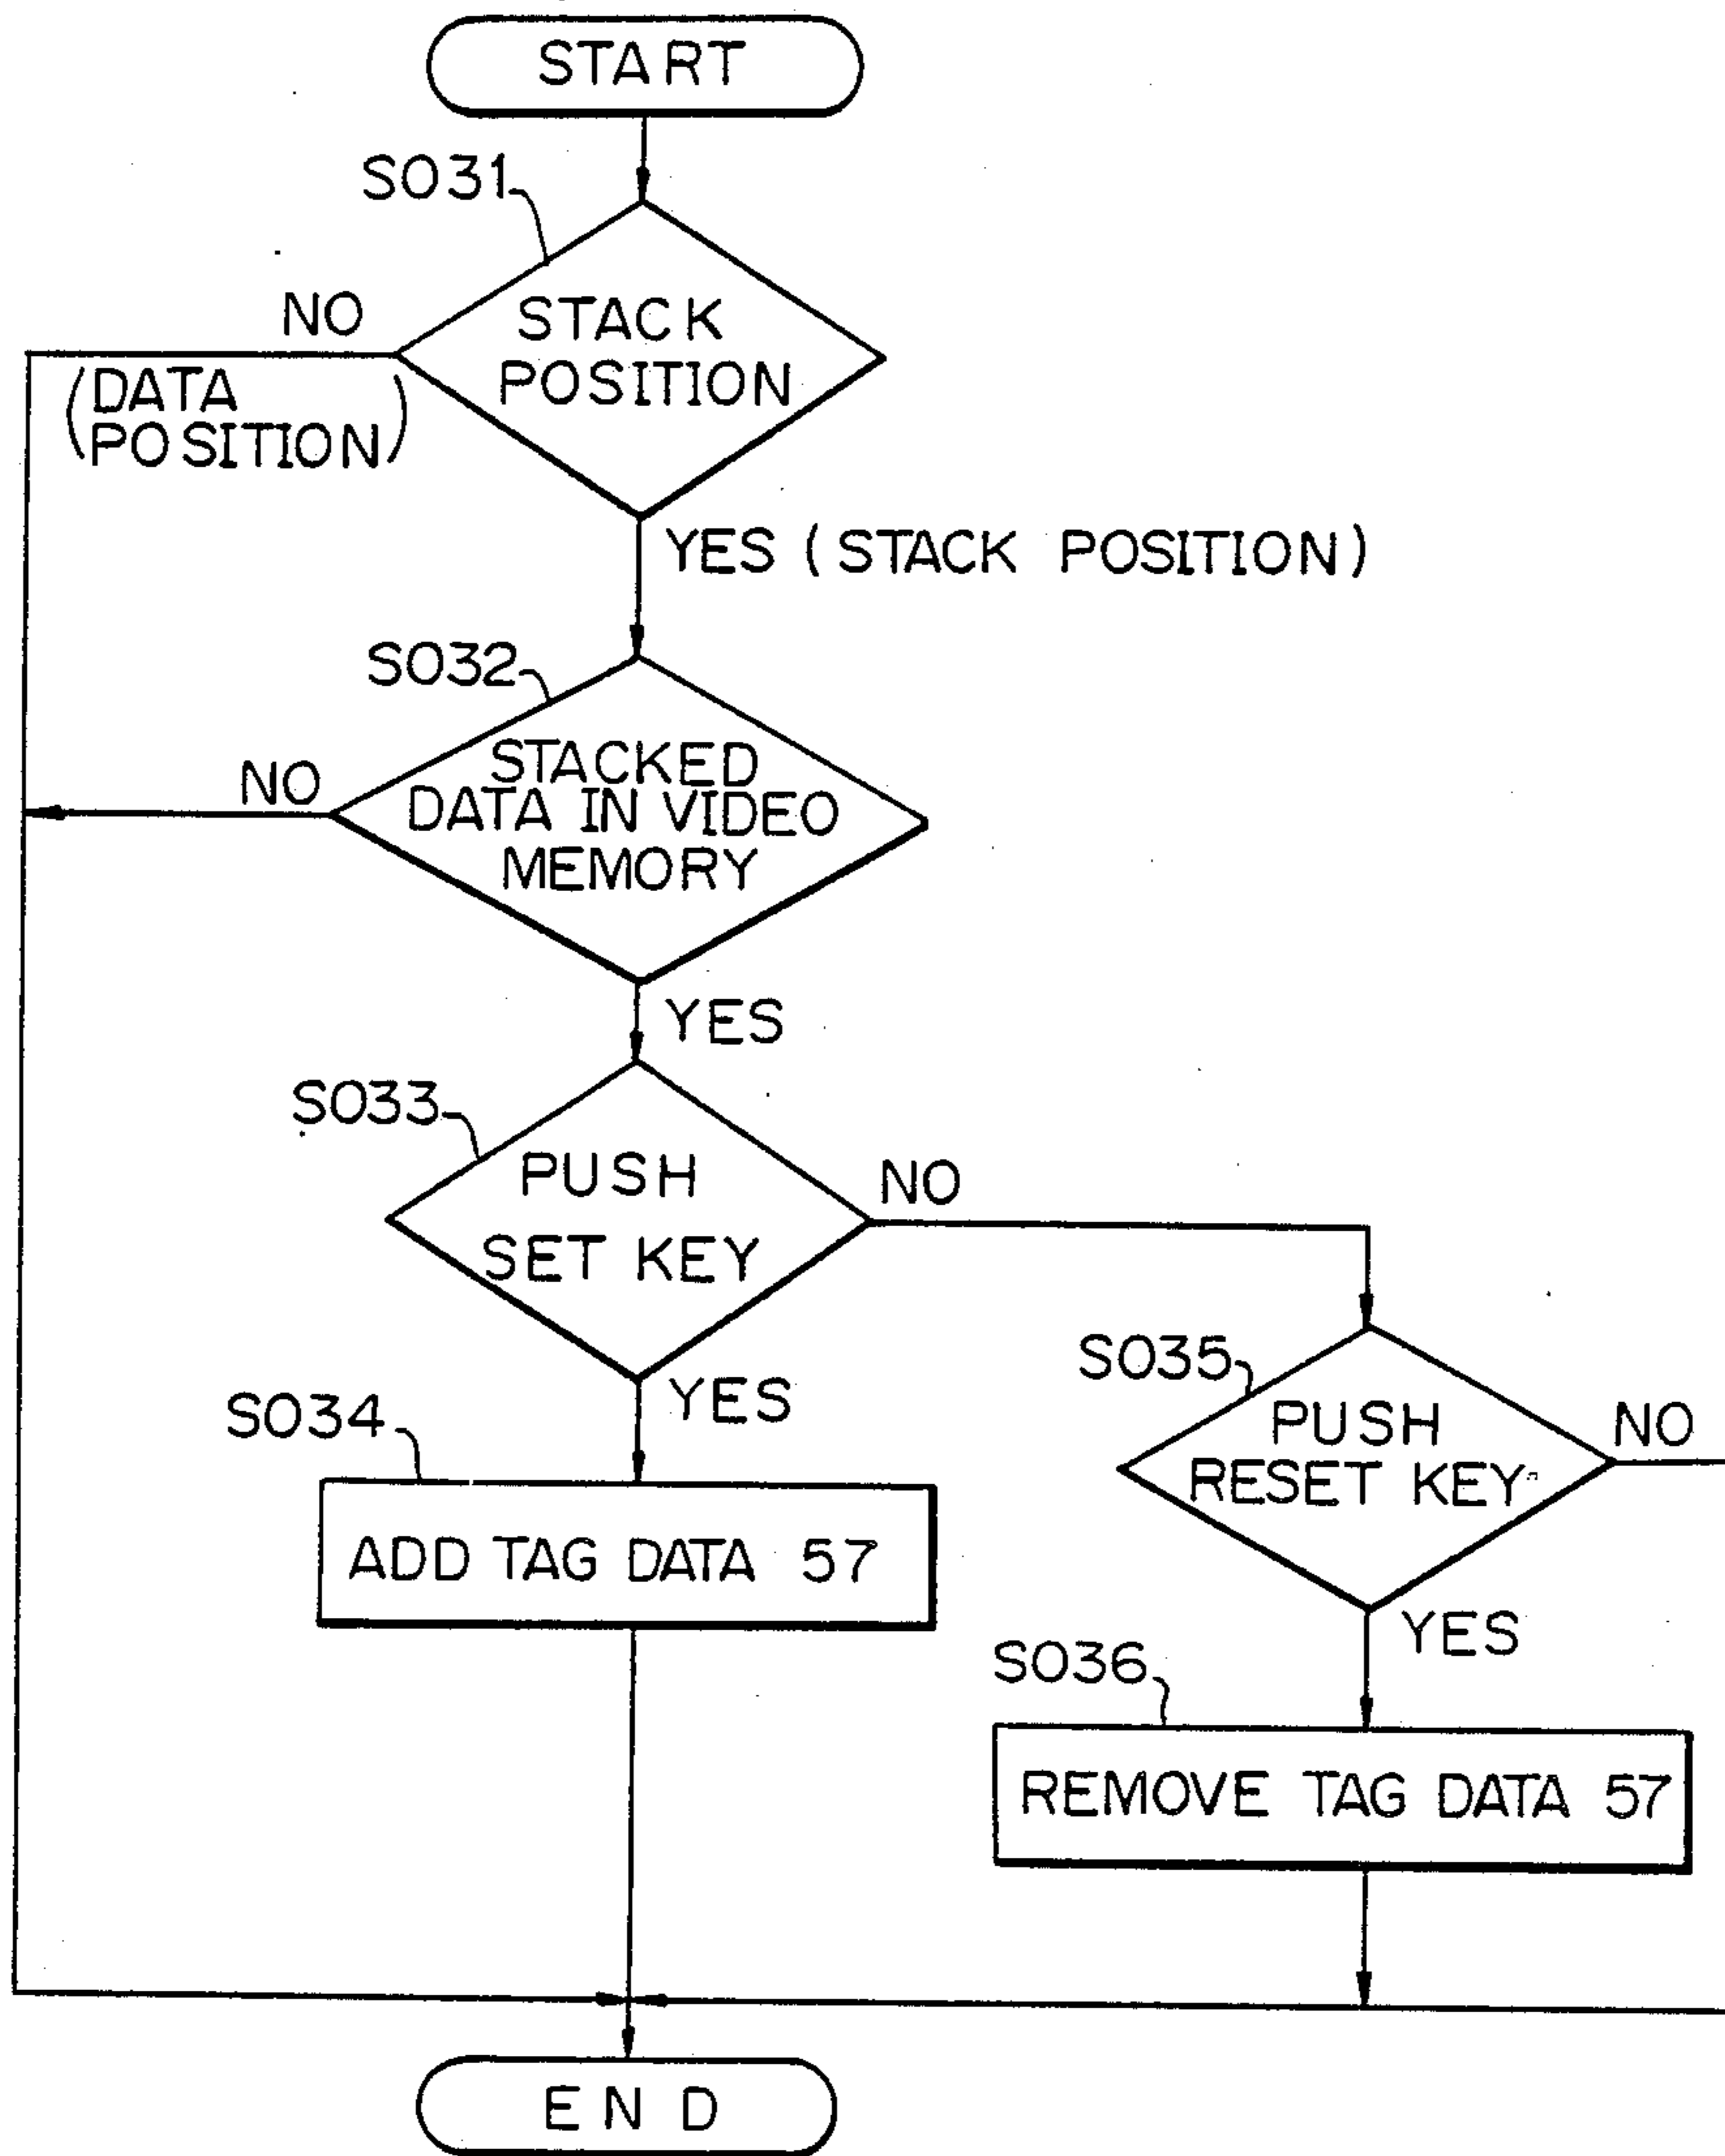 START
S031
STACK
POSITION
NO
(DATA
POSITION)
YES (STACK POSITION)
S032
STACKED
DATA IN VIDEO
MEMORY
NO
YES
S033
PUSH
SET KEY
NO
YES
S034
ADD TAG DATA 57
S035
PUSH
RESET KEY
NO
YES
S036
REMOVE TAG DATA 57
END